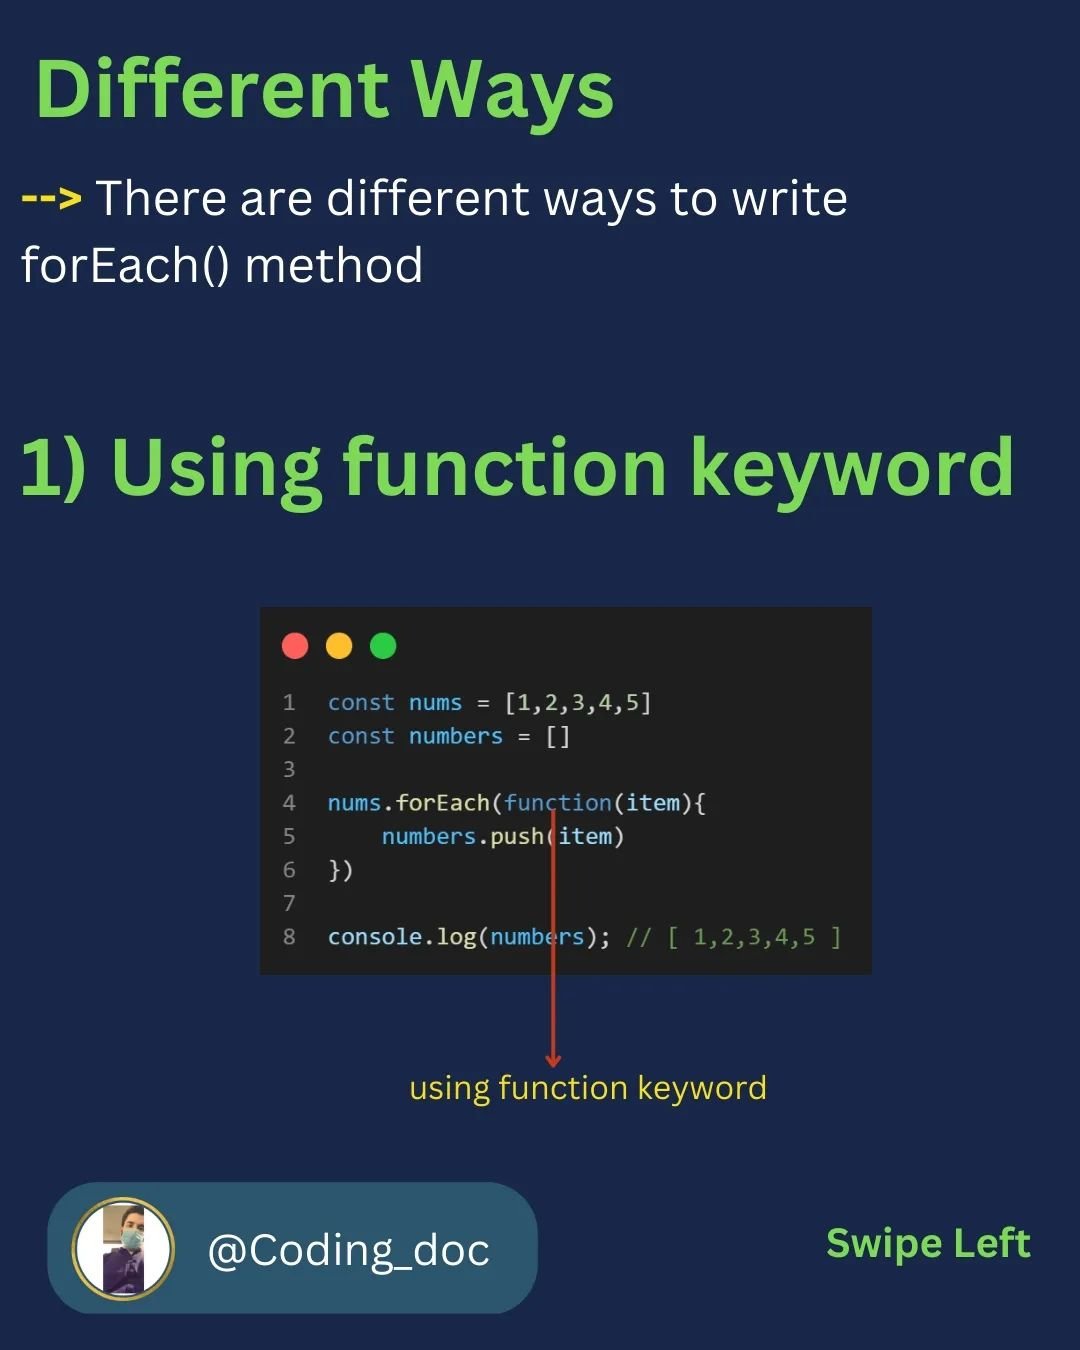 Different Ways
--> There are different ways to write
forEach() method
1) Using function keyword
1 const nums = [1,2,3,4,5]
2 const numbers = []
3
4 nums.forEach(function(item){
5     numbers.push(item)
6 })
7
8 console.log(numbers); // [ 1,2,3,4,5 ]
using function keyword
@Coding_doc
Swipe Left